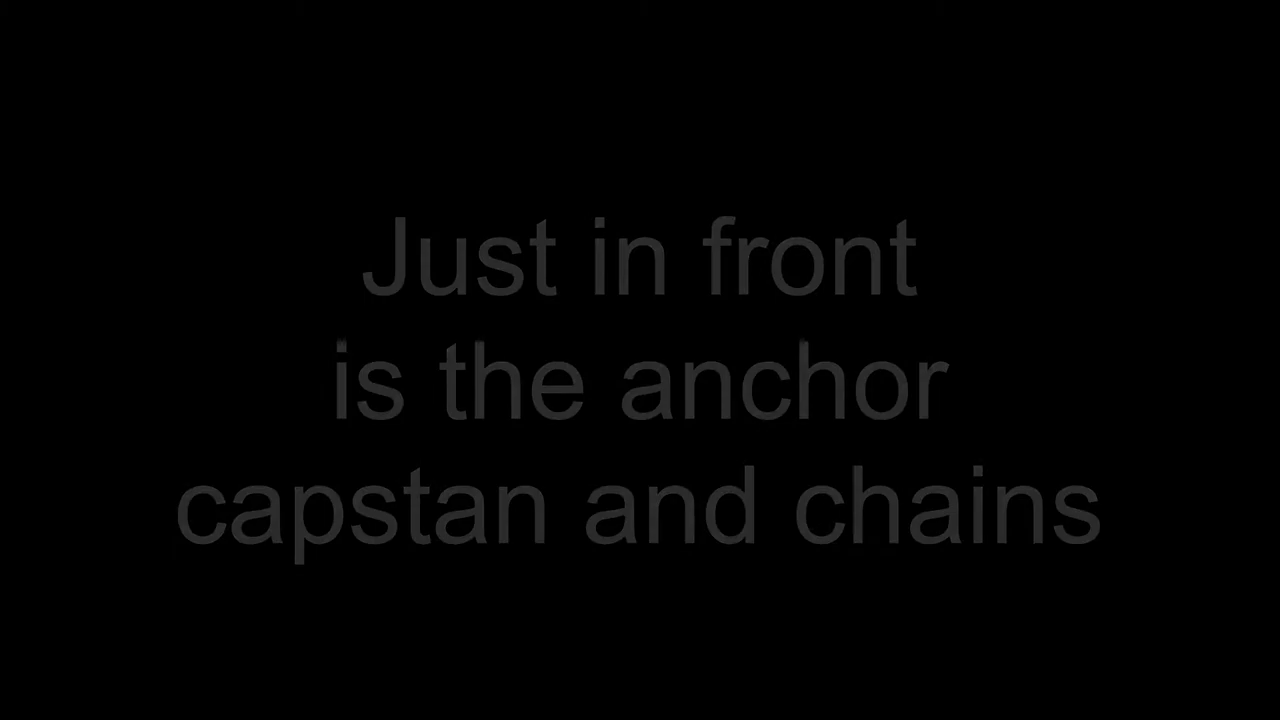 Just in front
is the anchor
capstan and chains